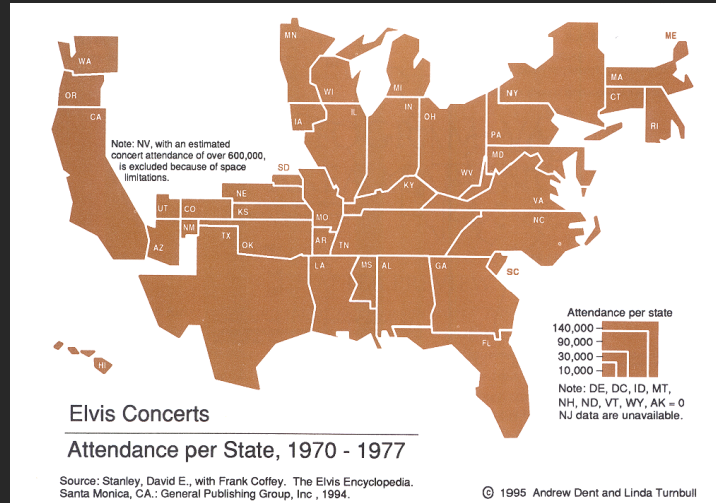 MN
ME
WA
MI
MA
OR
WI
NY
CT
CA
IL
IN
OH
RI
IA
PA
Note: NV, with an estimated
concert attendance of over 600,000,
is excluded because of space
limitations.
MD
SD
WV
KY
NE
VA
UT
CO
KS
MO
NC
NM
TX
AR
TN
AZ
OK
LA
MS
AL
GA
SC
FL
HI
Attendance per state
140,000
90,000
30,000
10,000
Note: DE, DC, ID, MT,
NH, ND, VT, WY, AK = 0
NJ data are unavailable.
Elvis Concerts
Attendance per State, 1970 - 1977
Source: Stanley, David E., with Frank Coffey. The Elvis Encyclopedia.
Santa Monica, CA.: General Publishing Group, Inc , 1994.
© 1995 Andrew Dent and Linda Turnbull